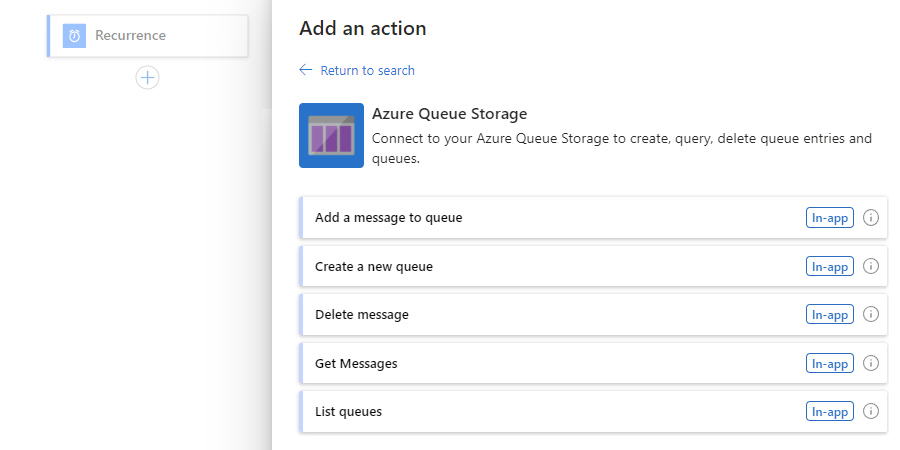 Recurrence
Add an action
Return to search
Azure Queue Storage
Connect to your Azure Queue Storage to create, query, delete queue entries and
queues.
Add a message to queue In-app
Create a new queue In-app
Delete message In-app
Get Messages In-app
List queues In-app